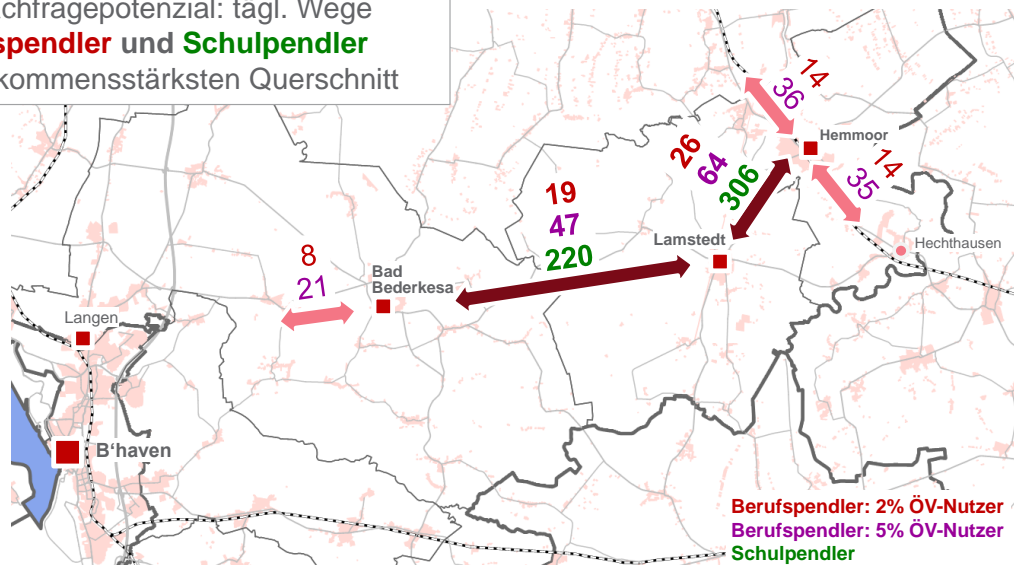 achfragepotenzial: tägl. Wege
spendler und Schulpendler
kommensstärksten Querschnitt
14
36
Hemmoor
14
35
26
64
306
19
47
220
Lamstedt
Hechthausen
8
21
Bad
Bederkesa
Langen
B'haven
Berufspendler: 2% ÖV-Nutzer
Berufspendler: 5% ÖV-Nutzer
Schulpendler